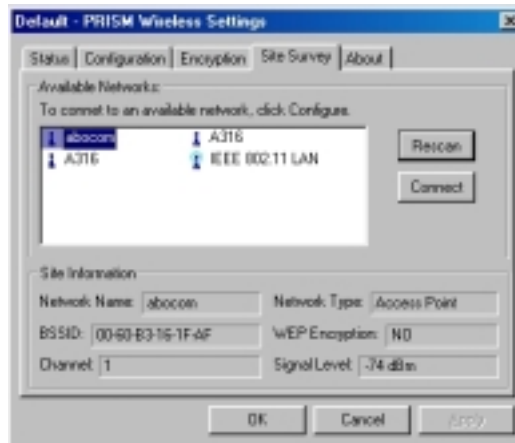 Default - PRISM Wireless Settings
Status Configuration Encryption Site Survey About
Available Networks:
To connet to an available network, click Configure.
abocom A316
A316 IEEE 802.11 LAN
Rescan
Connect
Site Information
Network Name: abocom Network Type: Access Point
BSSID: 00-60-B3-16-1F-AF WEP Encryption: NO
Channel: 1 Signal Level: -74 dBm
OK Cancel Apply